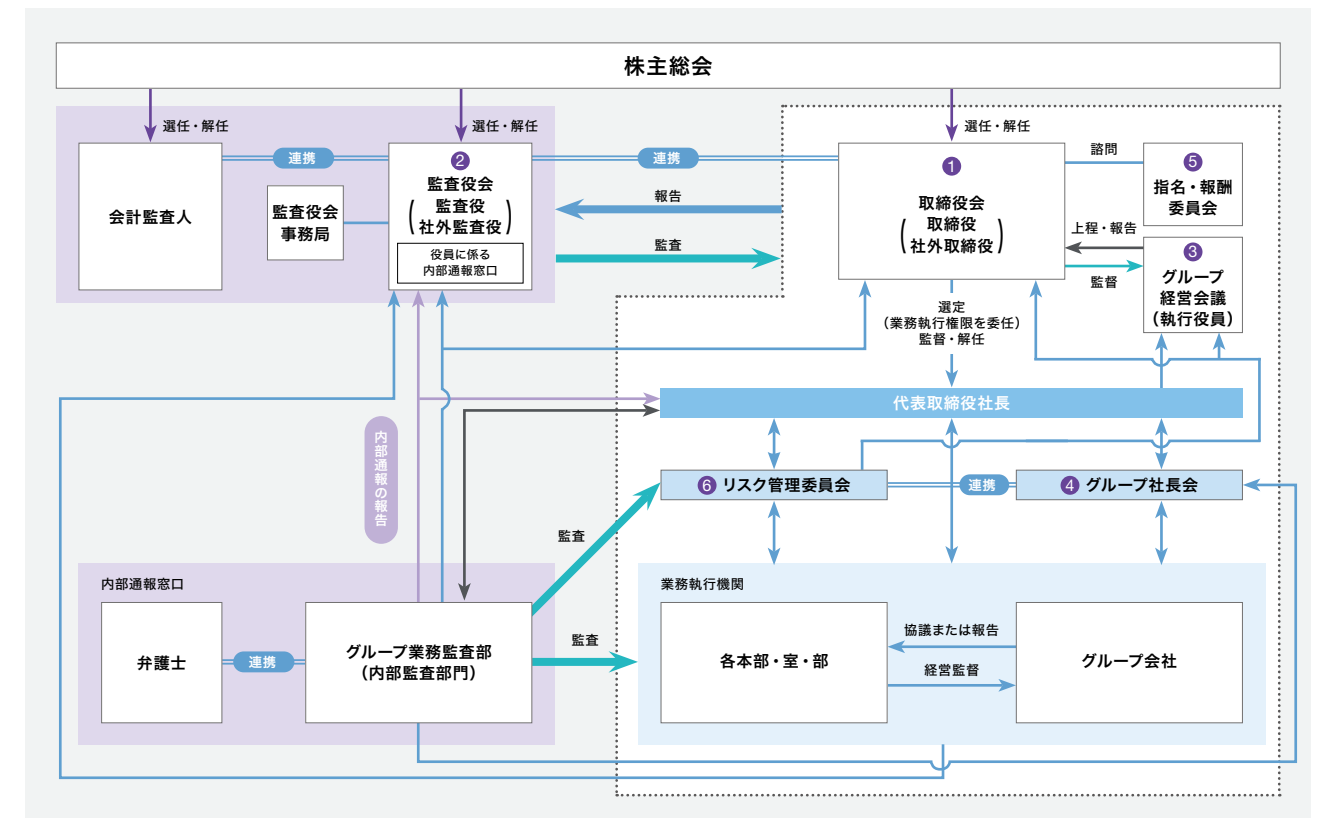 株主総会
選任・解任
選任・解任
選任・解任
会計監査人
連携
監査役会
事務局
2
監査役会
監査役
社外監査役
役員に係る
内部通報窓口
連携
報告
監査
1
取締役会
(取締役
社外取締役)
諮問
5
指名・報酬
委員会
上程・報告
監督
3
グループ
経営会議
(執行役員)
選定
(業務執行権限を委任)
監督・解任
代表取締役社長
内部通報の報告
6 リスク管理委員会
連携
4 グループ社長会
監査
監査
内部通報窓口
弁護士
連携
グループ業務監査部
(内部監査部門)
業務執行機関
各本部・室・部
協議または報告
経営監督
グループ会社